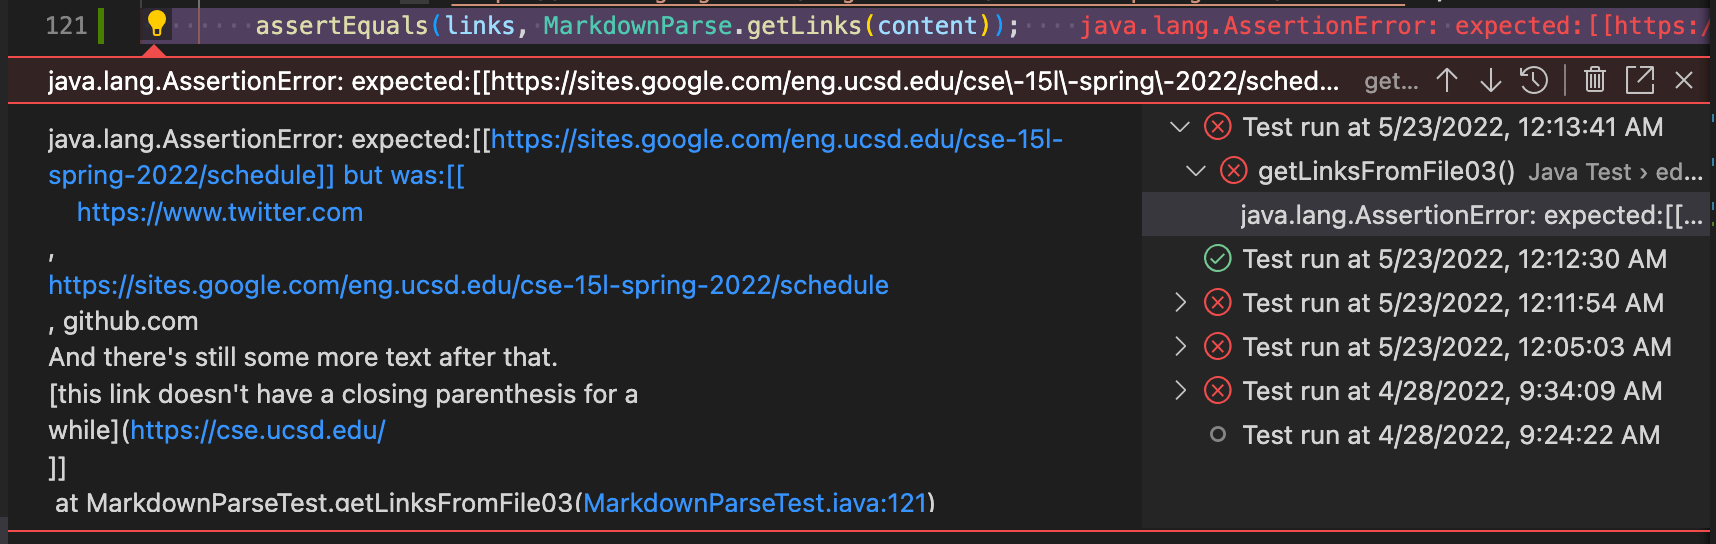 121 assertEquals(links, MarkdownParse.getLinks(content)); java.lang.AssertionError: expected:[[https:/
java.lang.AssertionError: expected:[[https://sites.google.com/eng.ucsd.edu/cse\-15l\-spring\-2022/sched... get...
java.lang.AssertionError: expected:[[https://sites.google.com/eng.ucsd.edu/cse-15l-
spring-2022/schedule]] but was:[[
https://www.twitter.com
,
https://sites.google.com/eng.ucsd.edu/cse-15l-spring-2022/schedule
, github.com
And there's still some more text after that.
[this link doesn't have a closing parenthesis for a
while](https://cse.ucsd.edu/
]]
at MarkdownParseTest.getLinksFromFile03(MarkdownParseTest.java:121)
Test run at 5/23/2022, 12:13:41 AM
getLinksFromFile03() Java Test › ed...
java.lang.AssertionError: expected:[[...
Test run at 5/23/2022, 12:12:30 AM
Test run at 5/23/2022, 12:11:54 AM
Test run at 5/23/2022, 12:05:03 AM
Test run at 4/28/2022, 9:34:09 AM
Test run at 4/28/2022, 9:24:22 AM